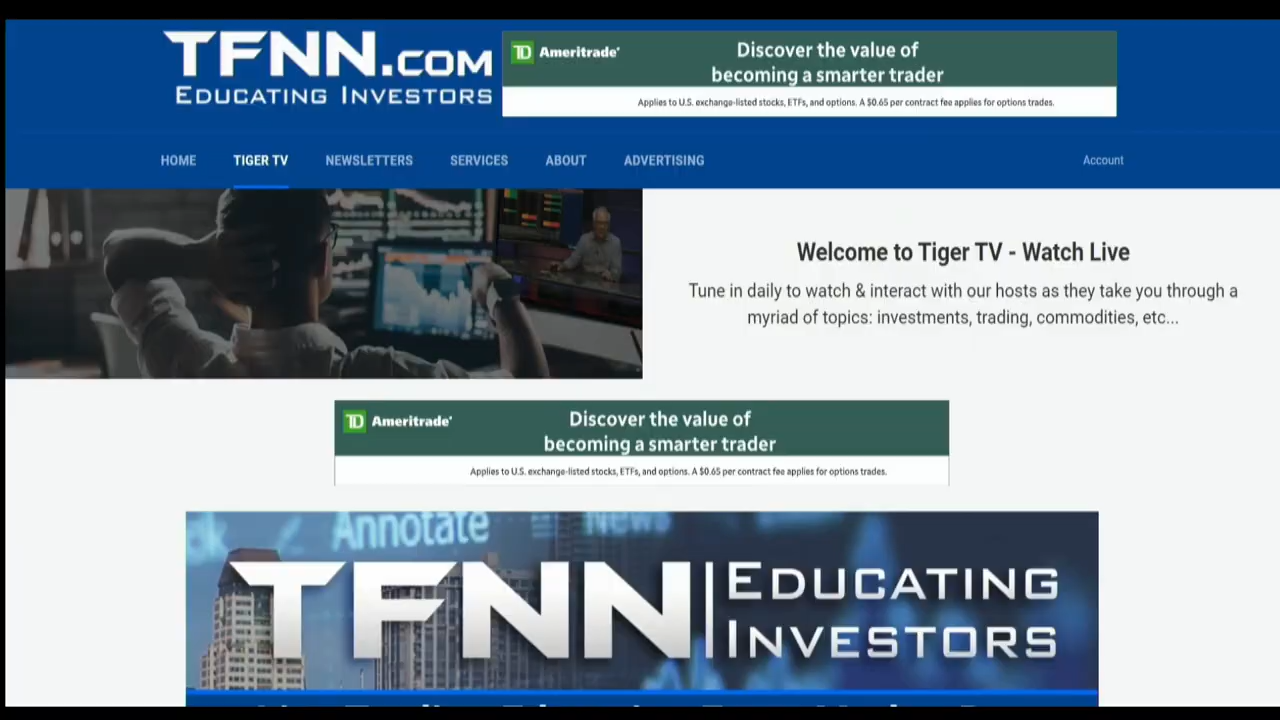 TFNN.COM
EDUCATING INVESTORS
TD Ameritrade
Discover the value of
becoming a smarter trader
Applies to U.S. exchange-listed stocks, ETFs, and options. A $0.65 per contract fee applies for options trades.
HOME TIGER TV NEWSLETTERS SERVICES ABOUT ADVERTISING Account
Welcome to Tiger TV - Watch Live
Tune in daily to watch & interact with our hosts as they take you through a
myriad of topics: investments, trading, commodities, etc...
TD Ameritrade
Discover the value of
becoming a smarter trader
Applies to U.S. exchange-listed stocks, ETFs, and options. A $0.65 per contract fee applies for options trades.
Annotate News
TFNN EDUCATING
INVESTORS